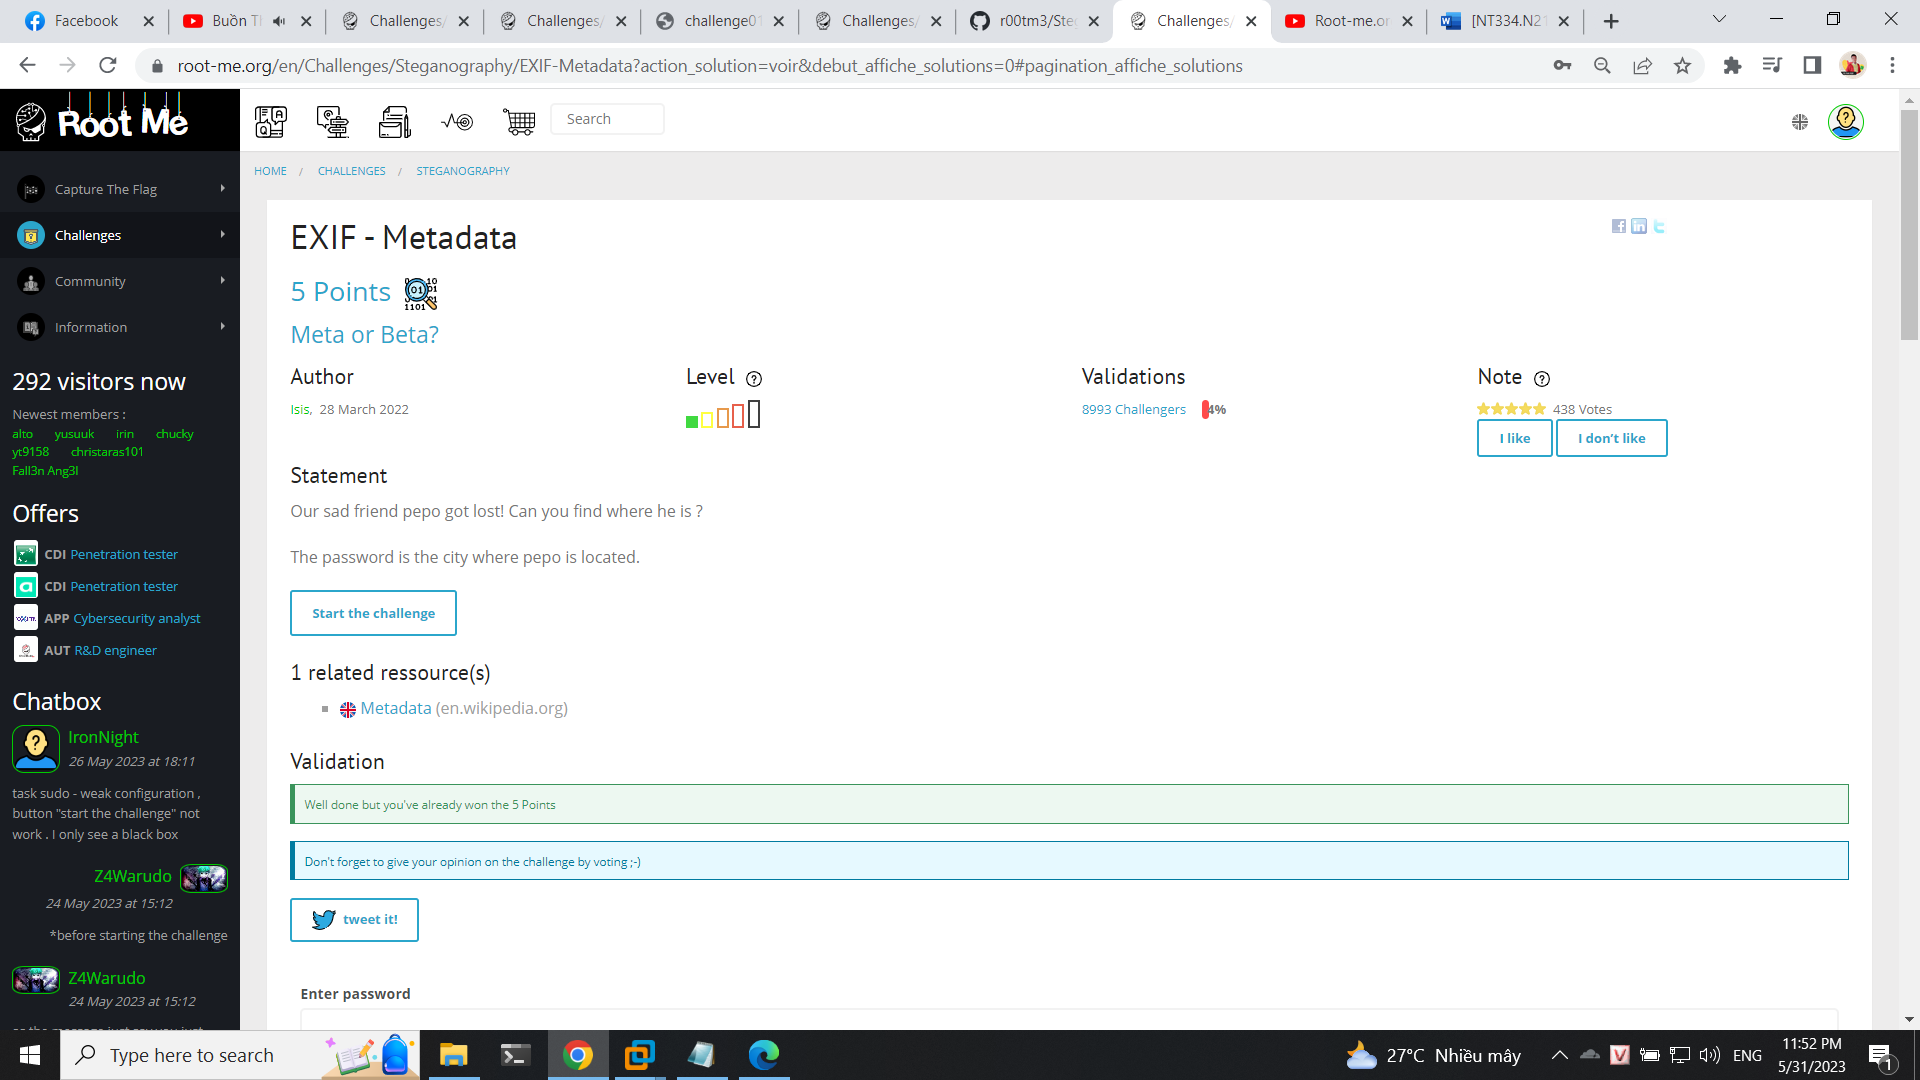 Facebook
Buồn T
Challenges/
Challenges/
challenge01
Challenges/
r00tm3/Ste
Challenges/
Root-me.or
[NT334.N21
root-me.org/en/Challenges/Steganography/EXIF-Metadata?action_solution=voir&debut_affiche_solutions=0#pagination_affiche_solutions
Root Me
Search
HOME / CHALLENGES / STEGANOGRAPHY
Capture The Flag
Challenges
Community
Information
292 visitors now
Newest members :
alto yusuuk irin chucky
yt9158 christaras101
Fall3n Ang3l
Offers
CDI Penetration tester
CDI Penetration tester
APP Cybersecurity analyst
AUT R&D engineer
Chatbox
IronNight
26 May 2023 at 18:11
task sudo - weak configuration ,
button "start the challenge" not
work . I only see a black box
Z4Warudo
24 May 2023 at 15:12
*before starting the challenge
Z4Warudo
24 May 2023 at 15:12
EXIF - Metadata
5 Points
Meta or Beta?
Author
Isis, 28 March 2022
Level
Validations
8993 Challengers 4%
Note
438 Votes
I like
I don't like
Statement
Our sad friend pepo got lost! Can you find where he is ?
The password is the city where pepo is located.
Start the challenge
1 related ressource(s)
Metadata (en.wikipedia.org)
Validation
Well done but you've already won the 5 Points
Don't forget to give your opinion on the challenge by voting ;-)
tweet it!
Enter password
Type here to search
27°C Nhiều mây
ENG
11:52 PM
5/31/2023
1